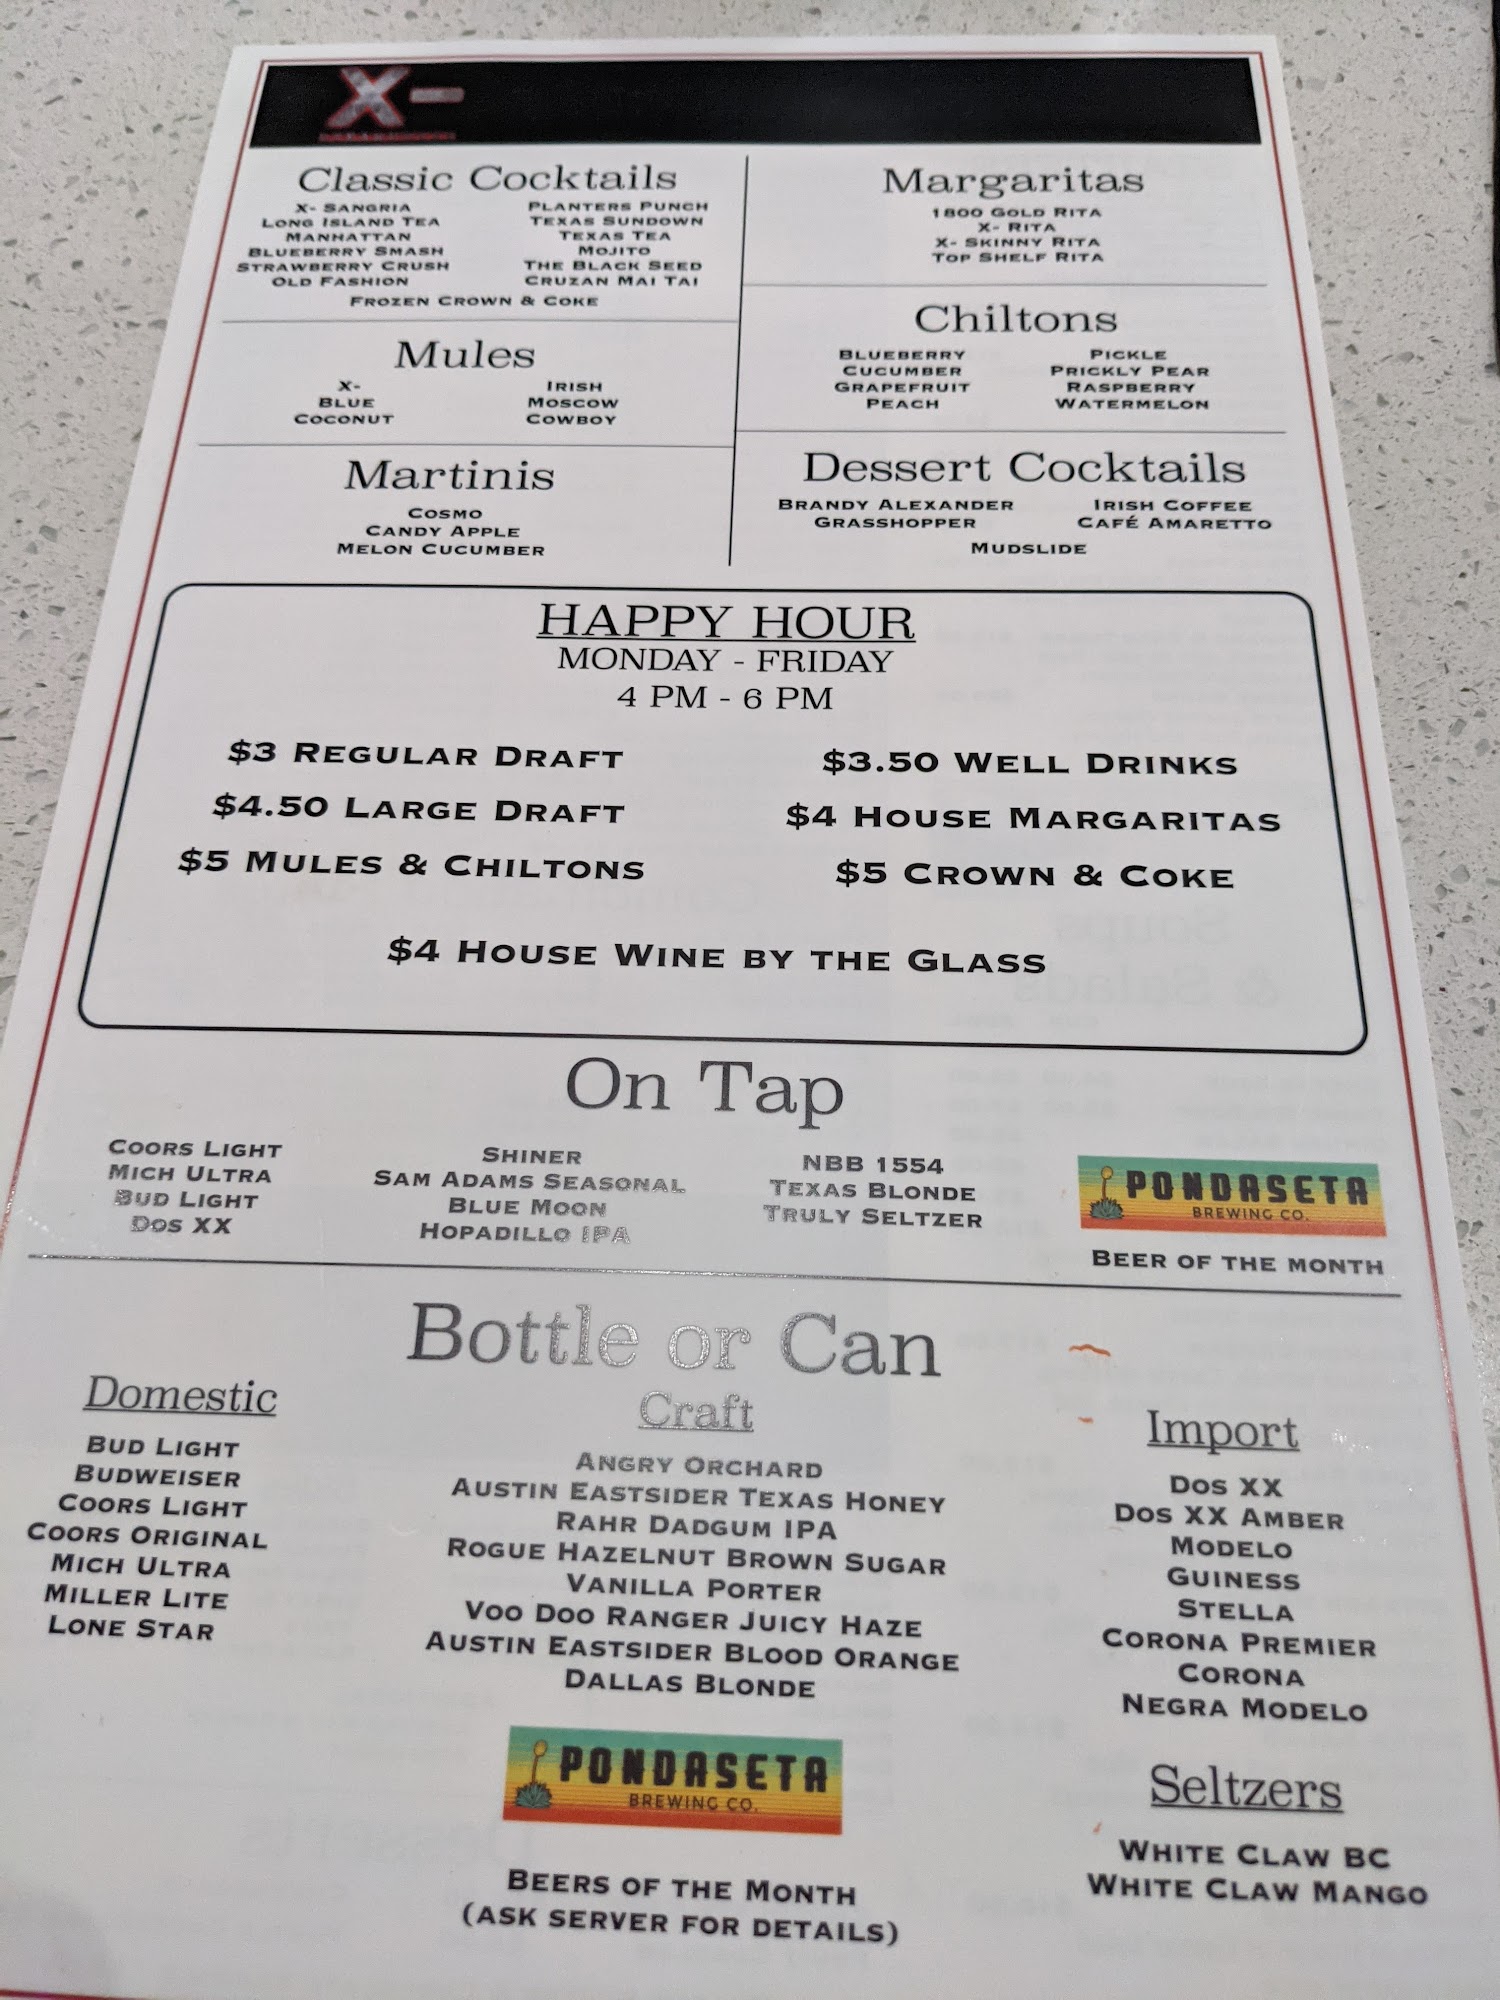 X-
Classic Cocktails
X- Sangria
Long Island Tea
Manhattan
Blueberry Smash
Strawberry Crush
Old Fashion
Planters Punch
Texas Sundown
Texas Tea
Mojito
The Black Seed
Cruzan Mai Tai
Frozen Crown & Coke
Mules
X-
Blue
Coconut
Irish
Moscow
Cowboy
Martinis
Cosmo
Candy Apple
Melon Cucumber
Margaritas
1800 Gold Rita
X- Rita
X- Skinny Rita
Top Shelf Rita
Chiltons
Blueberry
Cucumber
Grapefruit
Peach
Pickle
Prickly Pear
Raspberry
Watermelon
Dessert Cocktails
Brandy Alexander
Grasshopper
Irish Coffee
Café Amaretto
Mudslide
HAPPY HOUR
MONDAY - FRIDAY
4 PM - 6 PM
$3 Regular Draft
$4.50 Large Draft
$5 Mules & Chiltons
$3.50 Well Drinks
$4 House Margaritas
$5 Crown & Coke
$4 House Wine by the Glass
On Tap
Coors Light
Mich Ultra
Bud Light
Dos XX
Shiner
Sam Adams Seasonal
Blue Moon
Hopadillo IPA
NBB 1554
Texas Blonde
Truly Seltzer
PONDASETA
BREWING CO.
Beer of the month
Bottle or Can
Domestic
Bud Light
Budweiser
Coors Light
Coors Original
Mich Ultra
Miller Lite
Lone Star
Craft
Angry Orchard
Austin Eastsider Texas Honey
Rahr Dadgum IPA
Rogue Hazelnut Brown Sugar
Vanilla Porter
Voo Doo Ranger Juicy Haze
Austin Eastsider Blood Orange
Dallas Blonde
PONDASETA
BREWING CO.
Beers of the Month
(ask server for details)
Import
Dos XX
Dos XX Amber
Modelo
Guiness
Stella
Corona Premier
Corona
Negra Modelo
Seltzers
White Claw BC
White Claw Mango